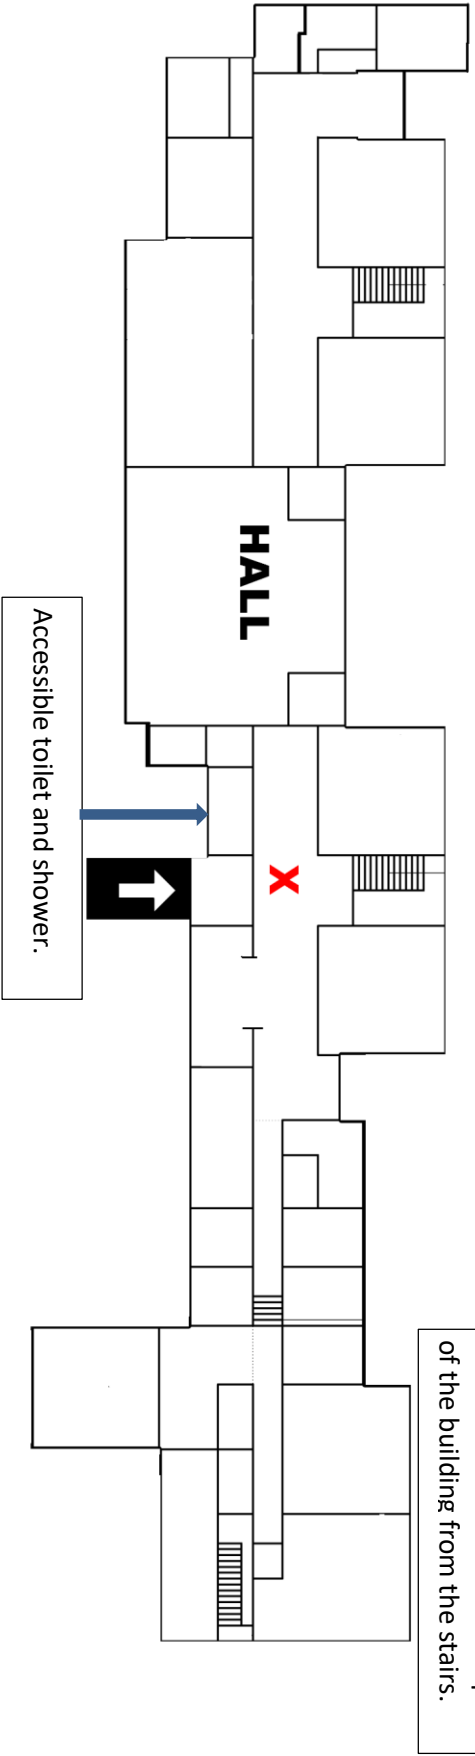 of the building from the stairs.
HALL
X
Accessible toilet and shower.